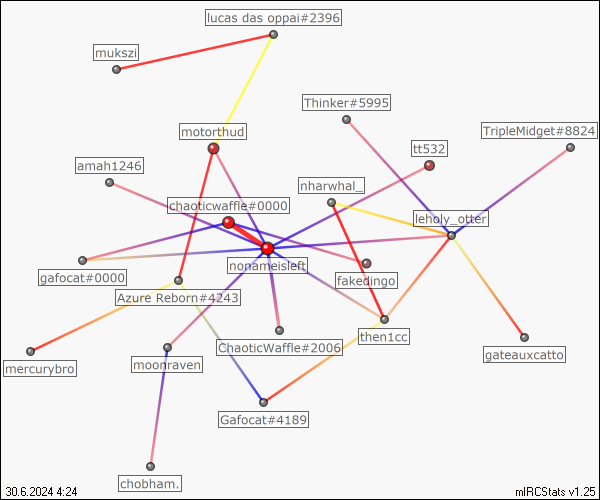 lucas das oppai#2396
mukszi
Thinker#5995
motorthud
TripleMidget#8824
tt532
amah1246
nharwhal_
chaoticwaffle#0000
leholy_otter
nonameisleft
gafocat#0000
fakedingo
Azure Reborn#4243
then1cc
ChaoticWaffle#2006
gateauxcatto
mercurybro
moonraven
Gafocat#4189
chobham.
30.6.2024 4:24
mIRCStats v1.25